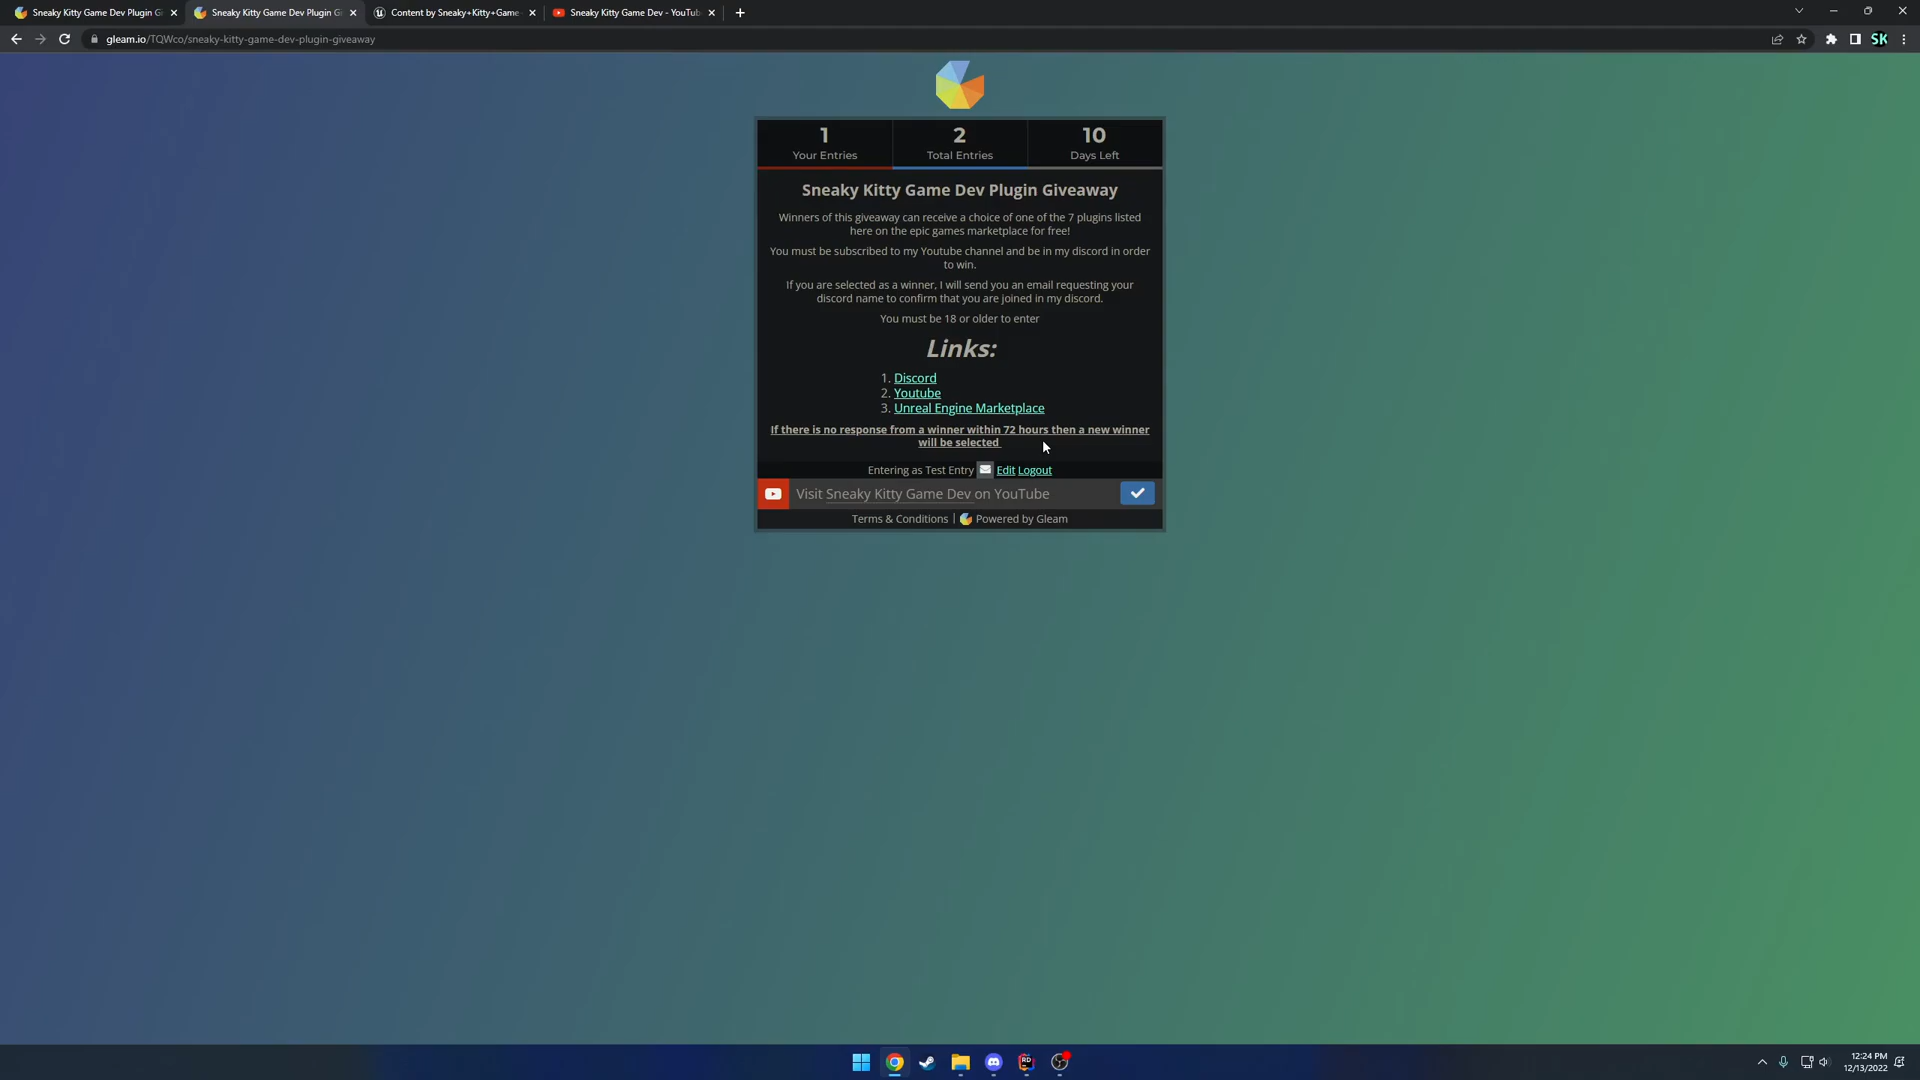 Sneaky Kitty Game Dev Plugin Gi
Sneaky Kitty Game Dev Plugin Gi
Content by Sneaky+Kitty+Game
Sneaky Kitty Game Dev - YouTub
gleam.io/TQWco/sneaky-kitty-game-dev-plugin-giveaway
SK
1
Your Entries
2
Total Entries
10
Days Left
Sneaky Kitty Game Dev Plugin Giveaway
Winners of this giveaway can receive a choice of one of the 7 plugins listed
here on the epic games marketplace for free!
You must be subscribed to my Youtube channel and be in my discord in order
to win.
If you are selected as a winner, I will send you an email requesting your
discord name to confirm that you are joined in my discord.
You must be 18 or older to enter
Links:
1. Discord
2. Youtube
3. Unreal Engine Marketplace
If there is no response from a winner within 72 hours then a new winner
will be selected
Entering as Test Entry Edit Logout
Visit Sneaky Kitty Game Dev on YouTube
Terms & Conditions | Powered by Gleam
RD
12:24 PM
12/13/2022